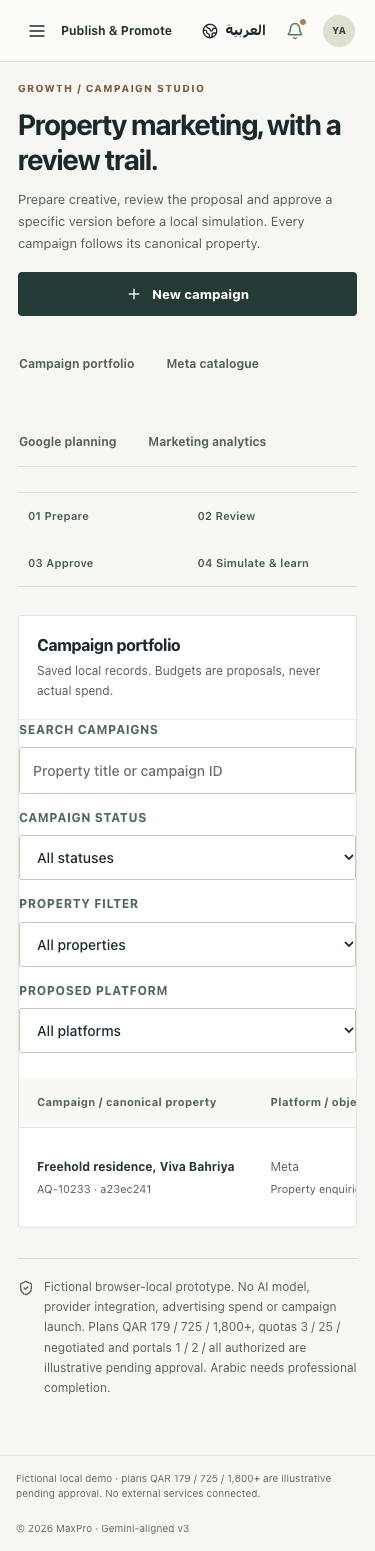 Publish & Promote
العربية
YA
GROWTH / CAMPAIGN STUDIO
Property marketing, with a
review trail.
Prepare creative, review the proposal and approve a
specific version before a local simulation. Every
campaign follows its canonical property.
New campaign
Campaign portfolio Meta catalogue
Google planning Marketing analytics
01 Prepare 02 Review
03 Approve 04 Simulate & learn
Campaign portfolio
Saved local records. Budgets are proposals, never
actual spend.
SEARCH CAMPAIGNS
Property title or campaign ID
CAMPAIGN STATUS
All statuses
PROPERTY FILTER
All properties
PROPOSED PLATFORM
All platforms
Campaign / canonical property Platform / obje
Freehold residence, Viva Bahriya Meta
AQ-10233 · a23ec241 Property enquiri
Fictional browser-local prototype. No AI model,
provider integration, advertising spend or campaign
launch. Plans QAR 179 / 725 / 1,800+, quotas 3 / 25 /
negotiated and portals 1 / 2 / all authorized are
illustrative pending approval. Arabic needs professional
completion.
Fictional local demo · plans QAR 179 / 725 / 1,800+ are illustrative
pending approval. No external services connected.
© 2026 MaxPro · Gemini-aligned v3